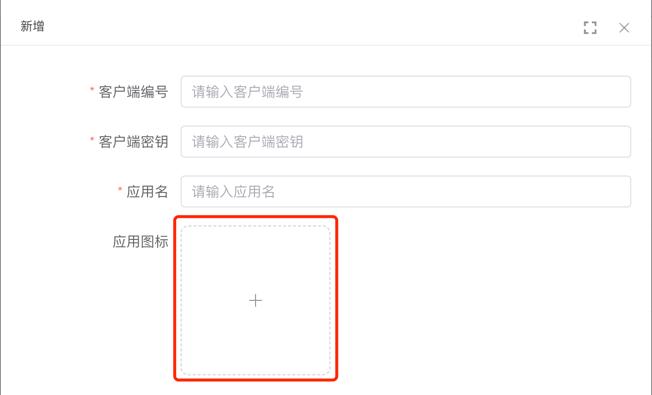 新增
* 客户端编号 请输入客户端编号
* 客户端密钥 请输入客户端密钥
* 应用名 请输入应用名
应用图标